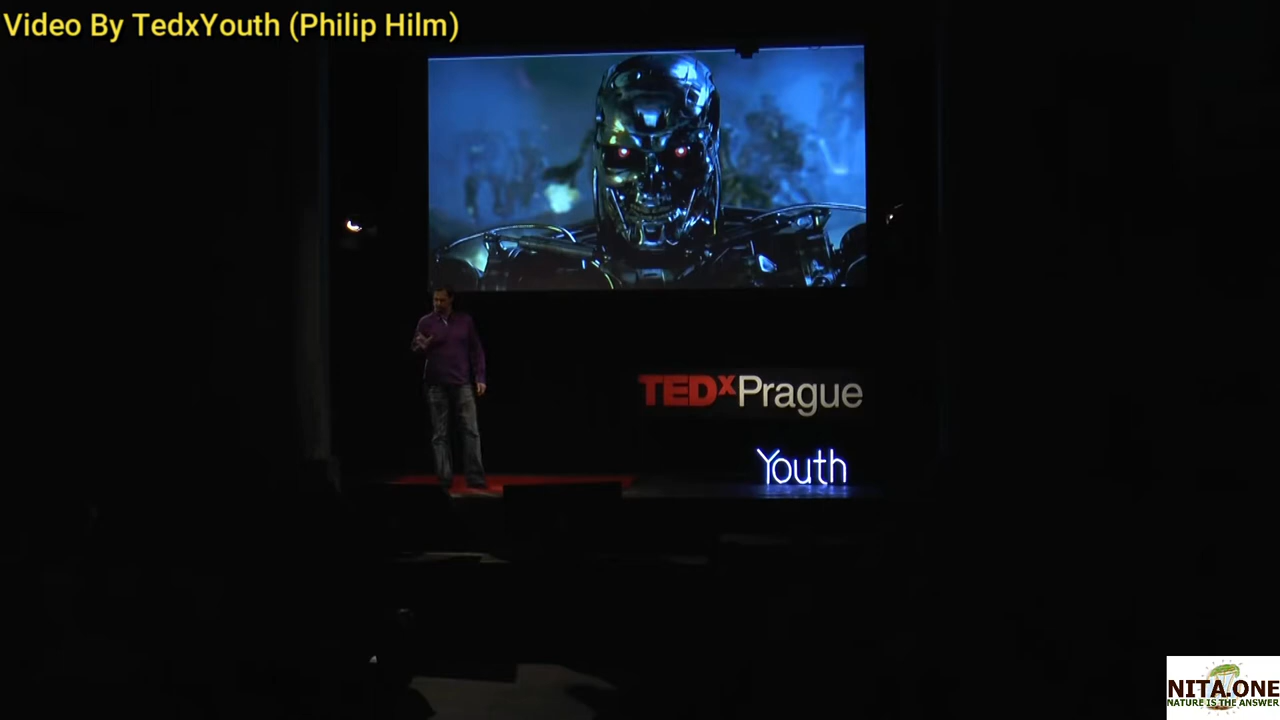 Video By TedxYouth (Philip Hilm)
TEDxPrague
Youth
NITA.ONE
NATURE IS THE ANSWER